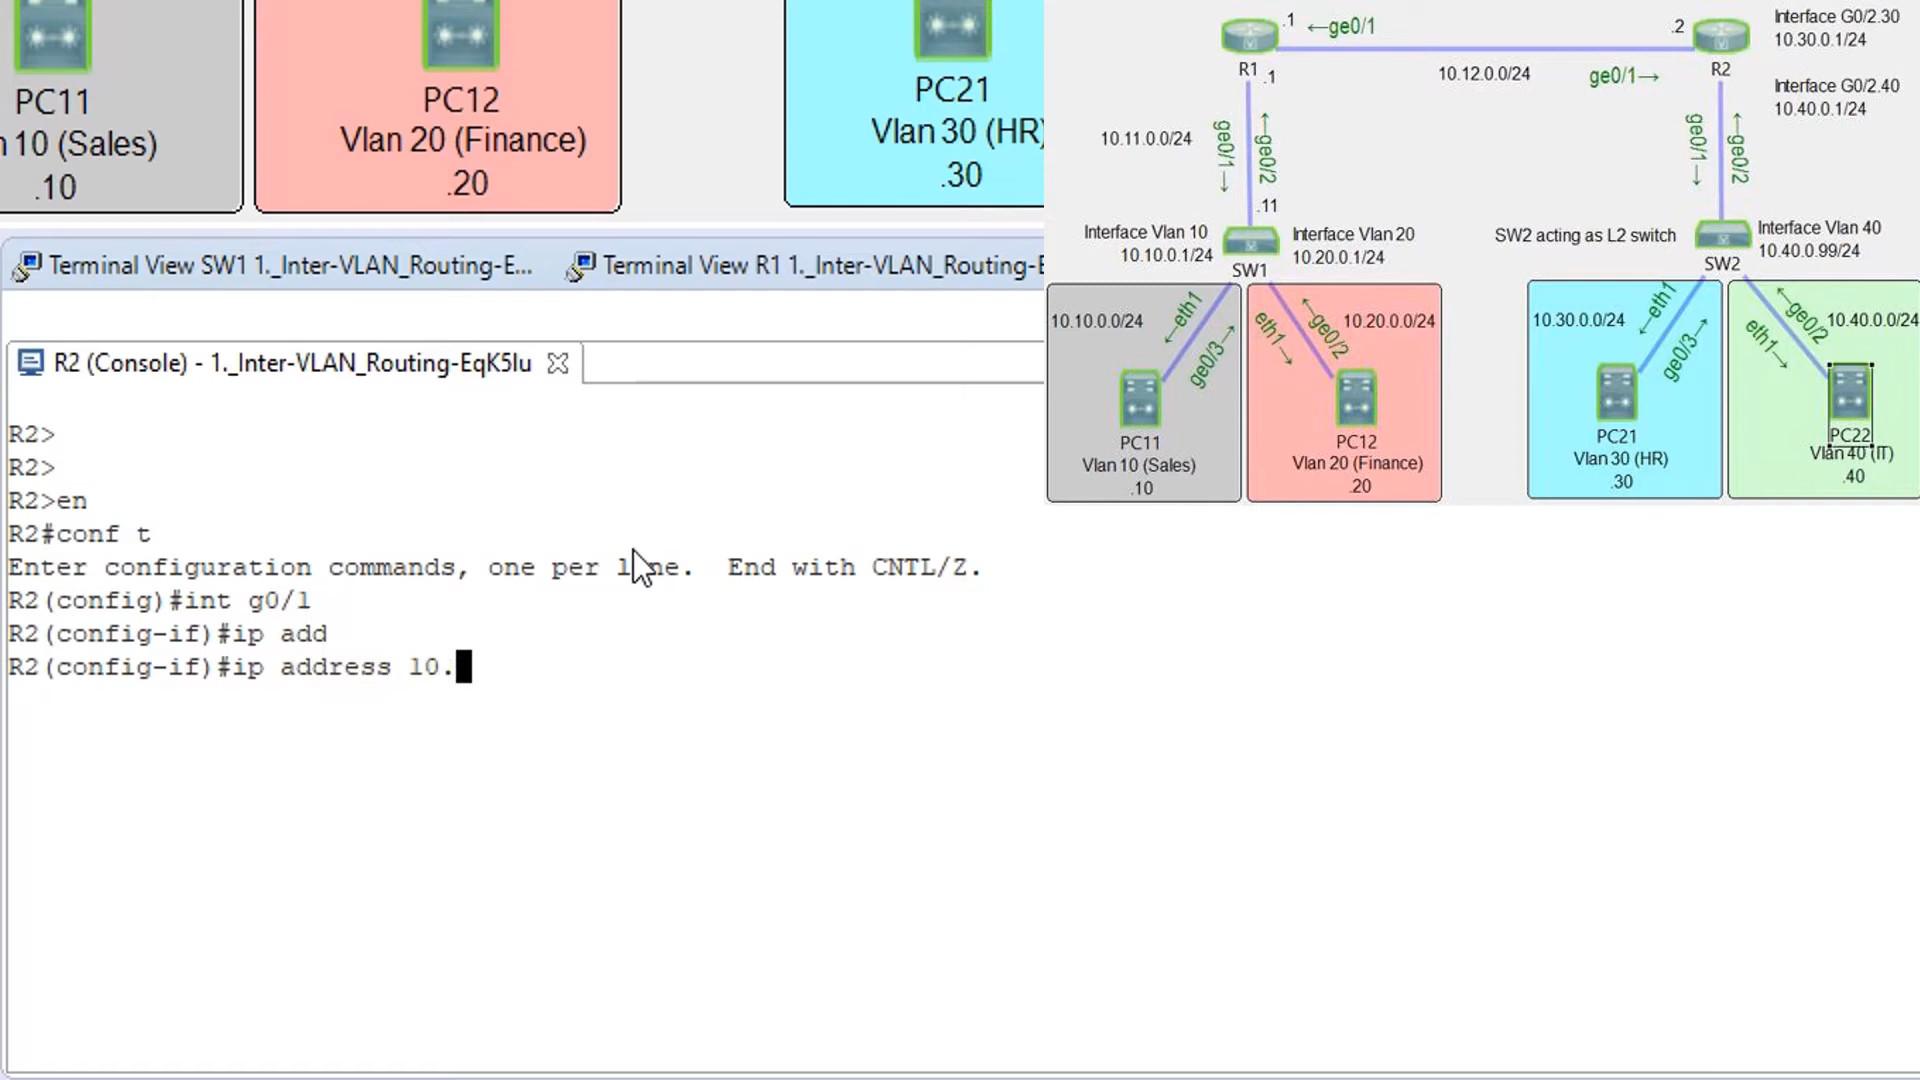 PC11
n 10 (Sales)
.10
PC12
Vlan 20 (Finance)
.20
PC21
Vlan 30 (HR)
.30
Terminal View SW1 1._Inter-VLAN_Routing-E...
Terminal View R1 1._Inter-VLAN_Routing-E
R2 (Console) - 1._Inter-VLAN_Routing-EqK5Iu
R2>
R2>
R2>en
R2#conf t
Enter configuration commands, one per line.  End with CNTL/Z.
R2(config)#int g0/1
R2(config-if)#ip add
R2(config-if)#ip address 10.
.1
←ge0/1
R1
.1
10.12.0.0/24
ge0/1→
.2
R2
Interface G0/2.30
10.30.0.1/24
Interface G0/2.40
10.40.0.1/24
10.11.0.0/24
ge0/1→
←ge0/2
.11
ge0/1→
←ge0/2
Interface Vlan 10
10.10.0.1/24
SW1
Interface Vlan 20
10.20.0.1/24
SW2 acting as L2 switch
SW2
Interface Vlan 40
10.40.0.99/24
10.10.0.0/24
←eth1
ge0/3→
PC11
Vlan 10 (Sales)
.10
10.20.0.0/24
eth1→
←ge0/2
PC12
Vlan 20 (Finance)
.20
10.30.0.0/24
←eth1
ge0/3→
PC21
Vlan 30 (HR)
.30
10.40.0.0/24
eth1→
←ge0/2
PC22
Vlan 40 (IT)
.40